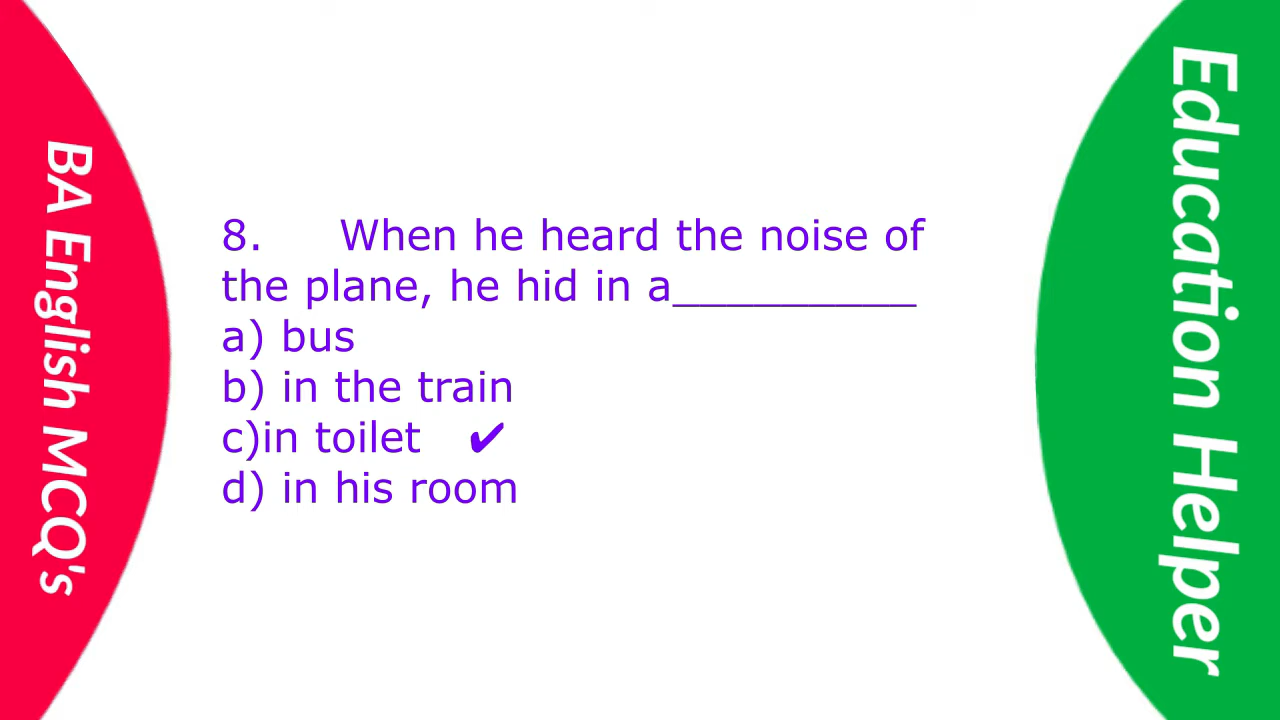 BA English MCQ's
8. When he heard the noise of
the plane, he hid in a__________
a) bus
b) in the train
c)in toilet ✔
d) in his room
Education Helper